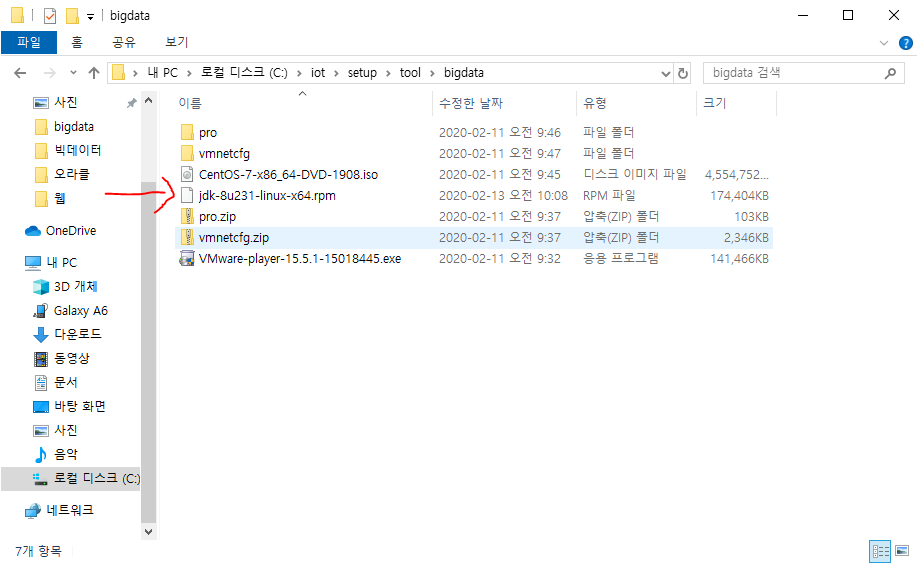 bigdata
파일 홈 공유 보기
내 PC 로컬 디스크 (C:) iot setup tool bigdata bigdata 검색
이름 수정한 날짜 유형 크기
사진
bigdata
빅데이터
오라클
웹
OneDrive
내 PC
3D 개체
Galaxy A6
다운로드
동영상
문서
바탕 화면
사진
음악
로컬 디스크 (C:)
네트워크
pro 2020-02-11 오전 9:46 파일 폴더
vmnetcfg 2020-02-11 오전 9:47 파일 폴더
CentOS-7-x86_64-DVD-1908.iso 2020-02-11 오전 9:45 디스크 이미지 파일 4,554,752...
jdk-8u231-linux-x64.rpm 2020-02-13 오전 10:08 RPM 파일 174,404KB
pro.zip 2020-02-11 오전 9:37 압축(ZIP) 폴더 103KB
vmnetcfg.zip 2020-02-11 오전 9:37 압축(ZIP) 폴더 2,346KB
VMware-player-15.5.1-15018445.exe 2020-02-11 오전 9:32 응용 프로그램 141,466KB
7개 항목